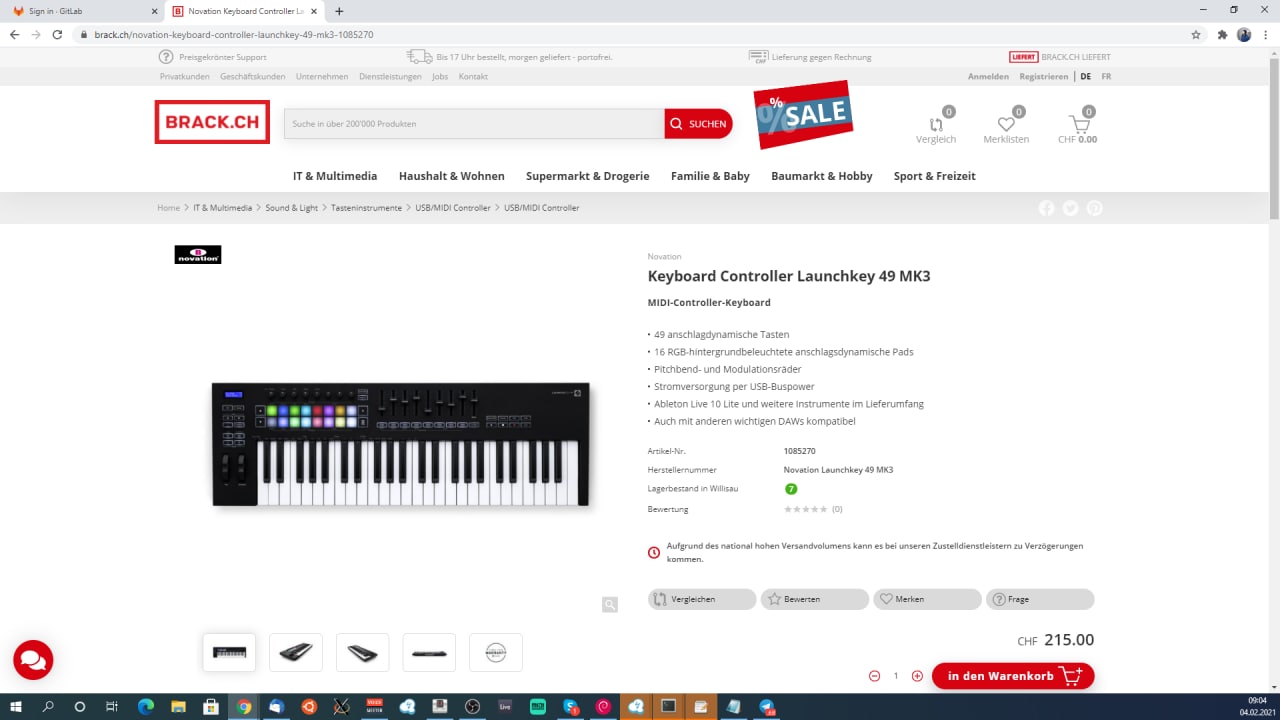 Sign in · GitLab
Novation Keyboard Controller La
brack.ch/novation-keyboard-controller-launchkey-49-mk3-1085270
Preisgekrönter Support
Bis 17 Uhr bestellt, morgen geliefert - portofrei.
Lieferung gegen Rechnung
LIEFERT BRACK.CH LIEFERT
Privatkunden Geschäftskunden Unternehmen Dienstleistungen Jobs Kontakt
Anmelden Registrieren | DE FR
BRACK.CH
Suche in über 200'000 Produkten
SUCHEN
% SALE
0 0 0
Vergleich Merklisten CHF 0.00
IT & Multimedia Haushalt & Wohnen Supermarkt & Drogerie Familie & Baby Baumarkt & Hobby Sport & Freizeit
Home > IT & Multimedia > Sound & Light > Tasteninstrumente > USB/MIDI Controller > USB/MIDI Controller
novation
Novation
Keyboard Controller Launchkey 49 MK3
MIDI-Controller-Keyboard
• 49 anschlagdynamische Tasten
• 16 RGB-hintergrundbeleuchtete anschlagsdynamische Pads
• Pitchbend- und Modulationsräder
• Stromversorgung per USB-Buspower
• Ableton Live 10 Lite und weitere Instrumente im Lieferumfang
• Auch mit anderen wichtigen DAWs kompatibel
Artikel-Nr. 1085270
Herstellernummer Novation Launchkey 49 MK3
Lagerbestand in Willisau 7
Bewertung (0)
Aufgrund des national hohen Versandvolumens kann es bei unseren Zustelldienstleistern zu Verzögerungen
kommen.
Vergleichen Bewerten Merken Frage
CHF 215.00
1
in den Warenkorb
Live
09:04
04.02.2021